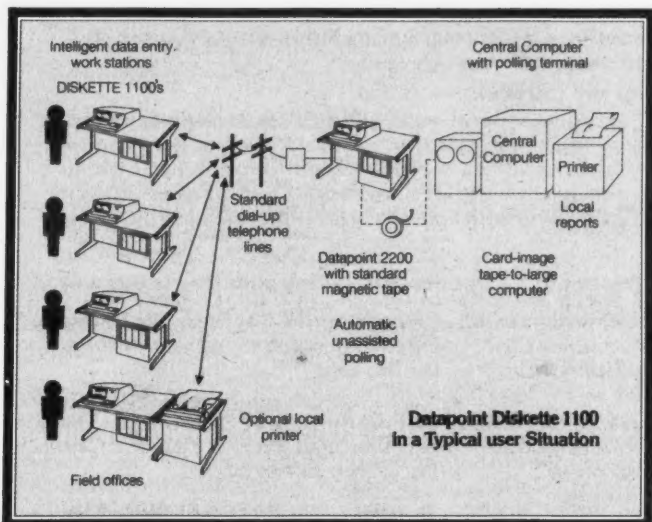 Intelligent data entry.
work stations
DISKETTE 1100's
Central Computer
with polling terminal
Central
Computer
Printer
Local
reports
Standard
dial-up
telephone
lines
Datapoint 2200
with standard
magnetic tape
Card-image
tape-to-large
computer
Automatic
unassisted
polling
Optional local
printer
Datapoint Diskette 1100
in a Typical user Situation
Field offices